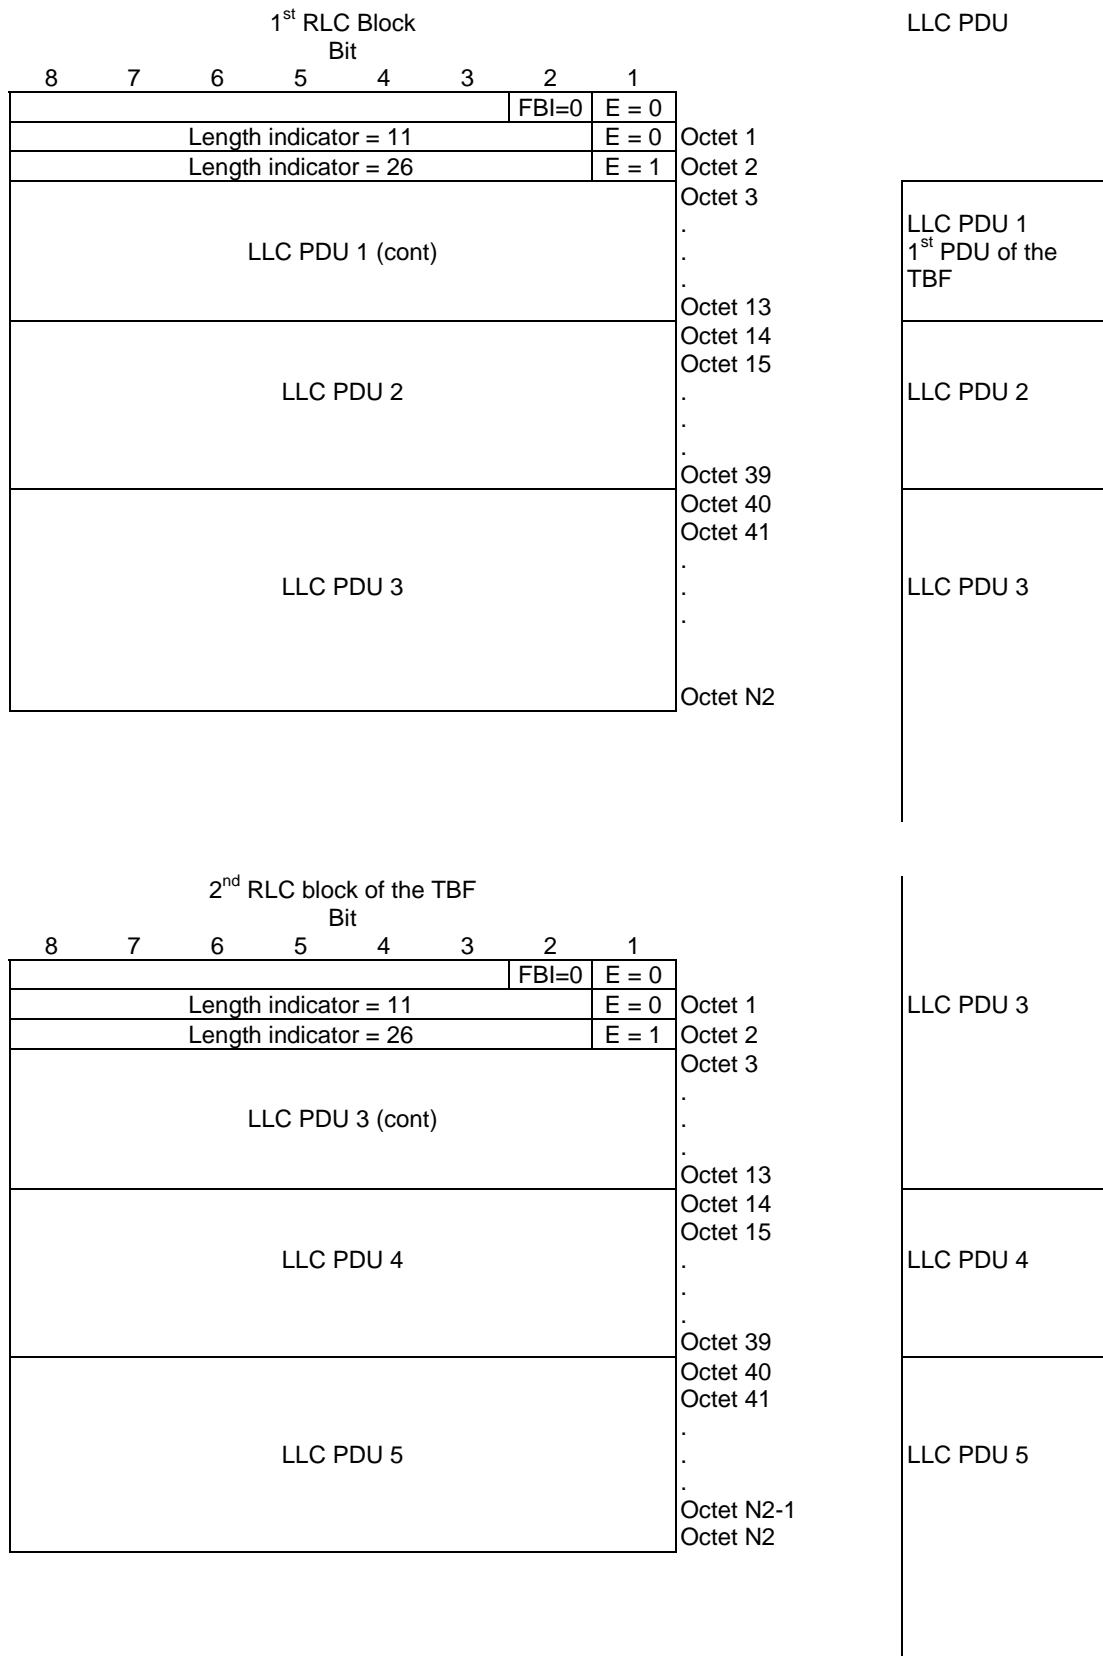 1st RLC Block LLC PDU
Bit
8 7 6 5 4 3 2 1
FBI=0 E = 0
Length indicator = 11 E = 0 Octet 1
Length indicator = 26 E = 1 Octet 2
Octet 3
.
LLC PDU 1
LLC PDU 1 (cont) . 1st PDU of the
. TBF
Octet 13
Octet 14
Octet 15
LLC PDU 2 . LLC PDU 2
.
.
Octet 39
Octet 40
Octet 41
.
LLC PDU 3 . LLC PDU 3
.
Octet N2
2nd RLC block of the TBF
Bit
8 7 6 5 4 3 2 1
FBI=0 E = 0
Length indicator = 11 E = 0 Octet 1 LLC PDU 3
Length indicator = 26 E = 1 Octet 2
Octet 3
.
LLC PDU 3 (cont) .
.
Octet 13
Octet 14
Octet 15
LLC PDU 4 . LLC PDU 4
.
.
Octet 39
Octet 40
Octet 41
.
LLC PDU 5 . LLC PDU 5
.
Octet N2-1
Octet N2